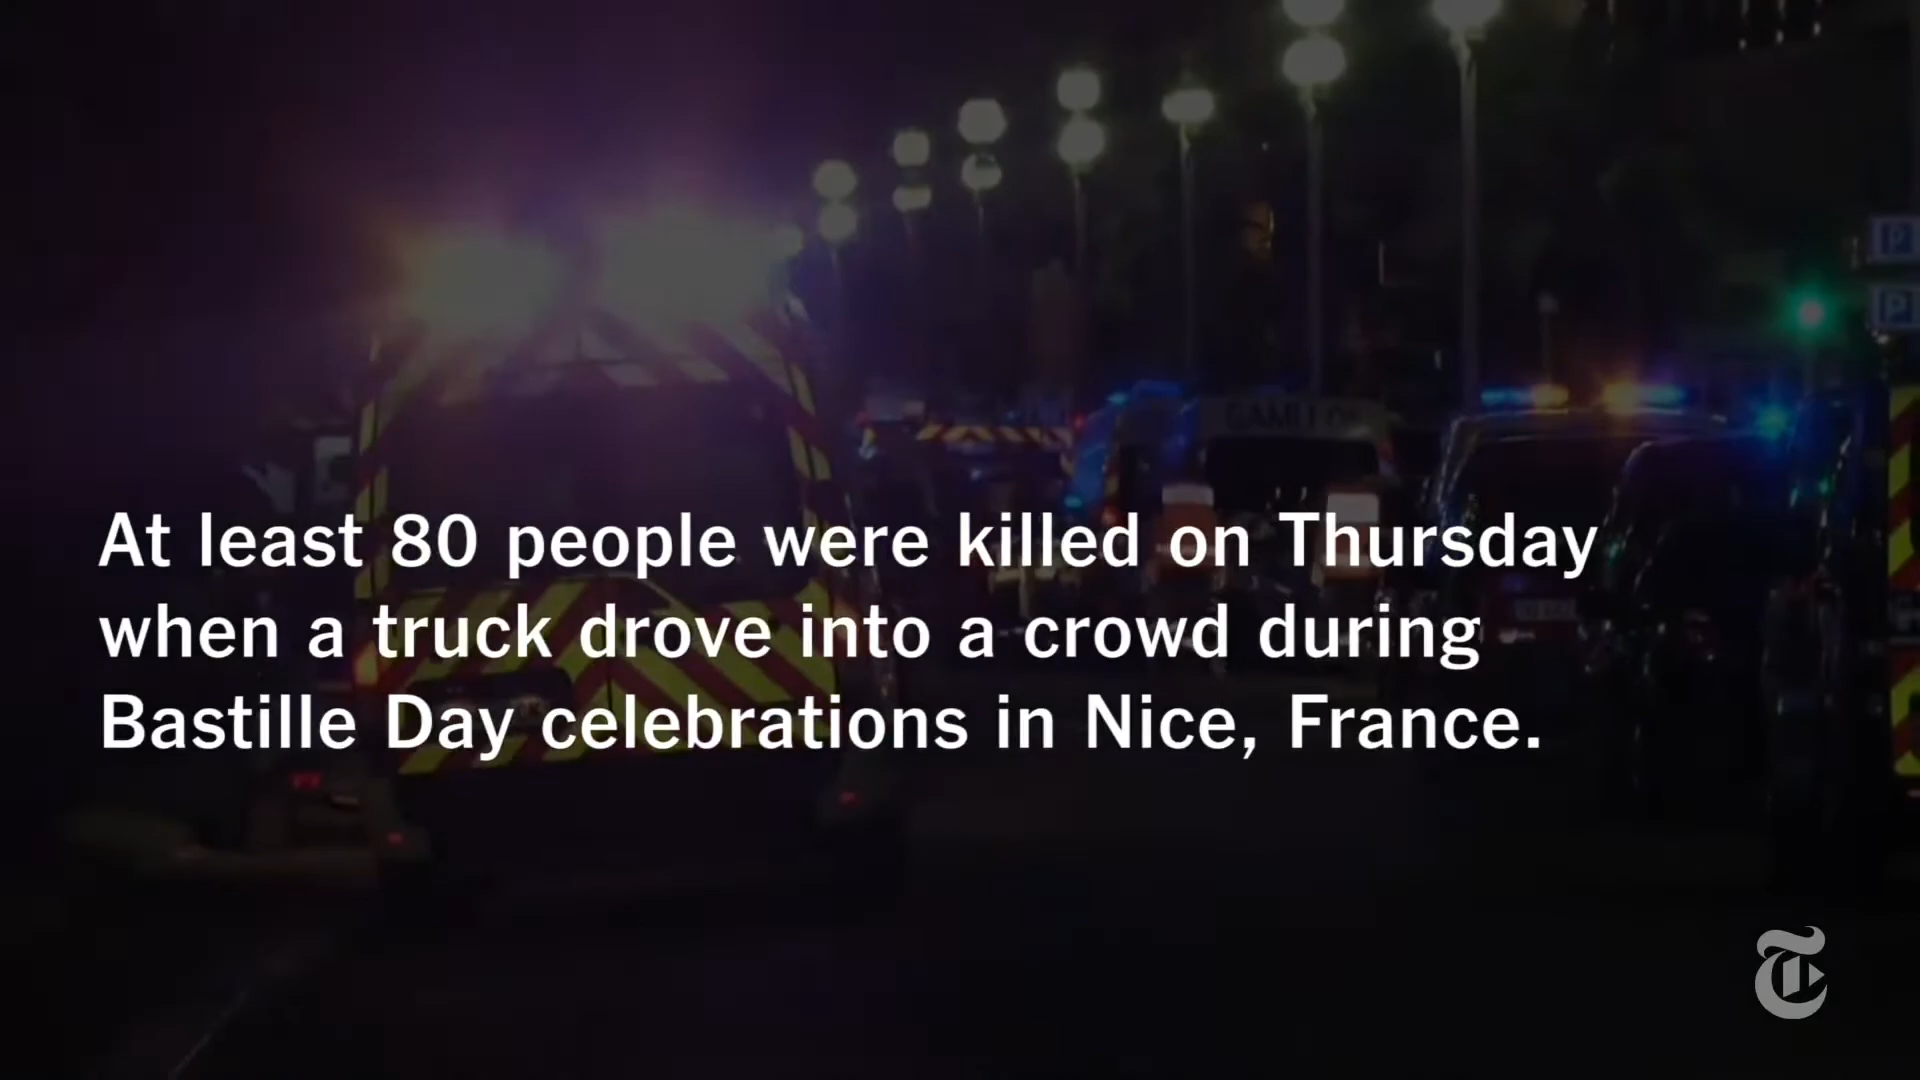 At least 80 people were killed on Thursday
when a truck drove into a crowd during
Bastille Day celebrations in Nice, France.
P
P
T